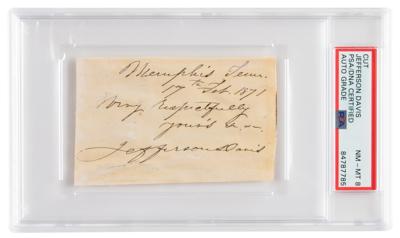 Memphis Tenn.
17th Feb 1871
Very Respectfully
yours &c
Jefferson Davis
CUT
JEFFERSON DAVIS
PSA/DNA CERTIFIED
AUTO GRADE
NM - MT 8
84787785